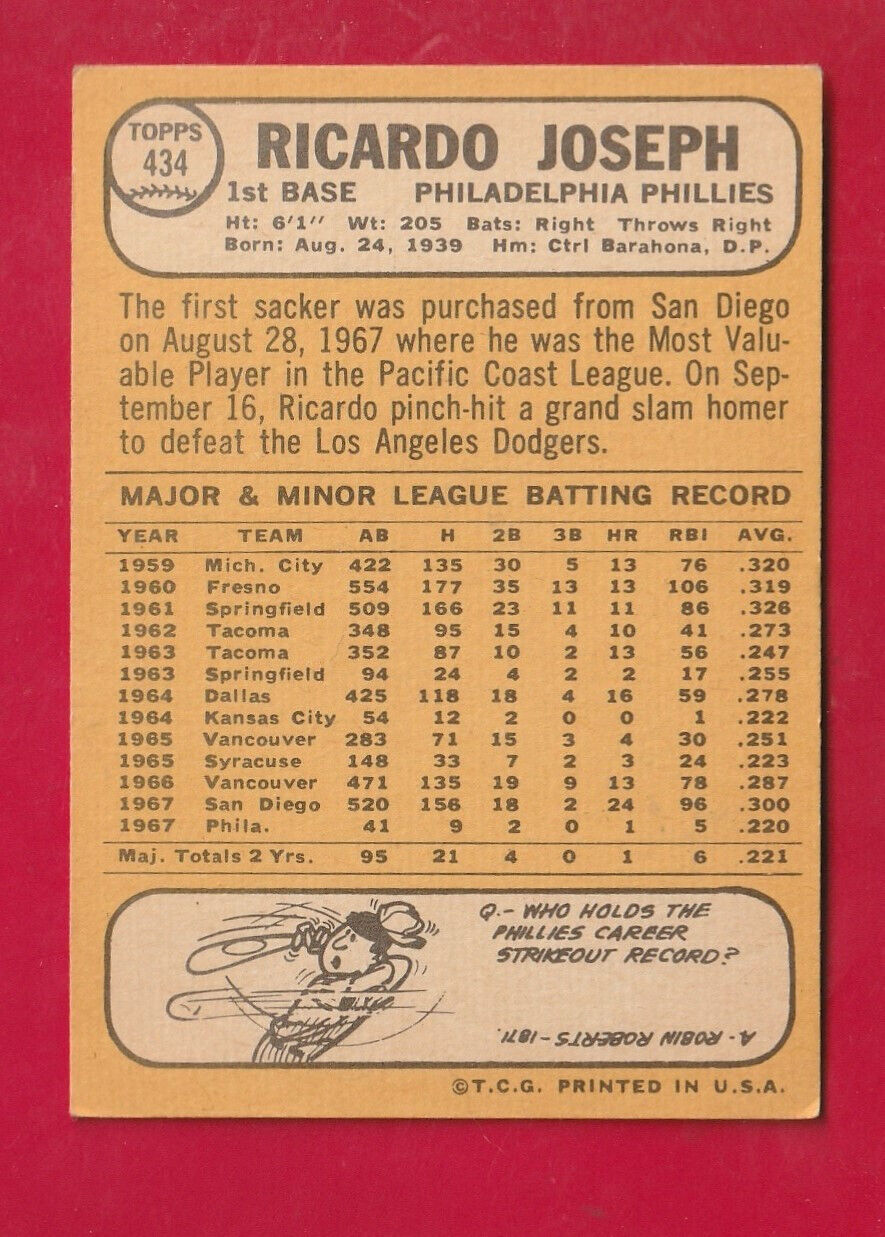 TOPPS
434
RICARDO JOSEPH
1st BASE PHILADELPHIA PHILLIES
Ht: 6'1" Wt: 205 Bats: Right Throws Right
Born: Aug. 24, 1939 Hm: Ctrl Barahona, D.P.
The first sacker was purchased from San Diego
on August 28, 1967 where he was the Most Valu-
able Player in the Pacific Coast League. On Sep-
tember 16, Ricardo pinch-hit a grand slam homer
to defeat the Los Angeles Dodgers.
MAJOR & MINOR LEAGUE BATTING RECORD
YEAR TEAM AB H 2B 3B HR RBI AVG.
1959 Mich. City 422 135 30 5 13 76 .320
1960 Fresno 554 177 35 13 13 106 .319
1961 Springfield 509 166 23 11 11 86 .326
1962 Tacoma 348 95 15 4 10 41 .273
1963 Tacoma 352 87 10 2 13 56 .247
1963 Springfield 94 24 4 2 2 17 .255
1964 Dallas 425 118 18 4 16 59 .278
1964 Kansas City 54 12 2 0 0 1 .222
1965 Vancouver 283 71 15 3 4 30 .251
1965 Syracuse 148 33 7 2 3 24 .223
1966 Vancouver 471 135 19 9 13 78 .287
1967 San Diego 520 156 18 2 24 96 .300
1967 Phila. 41 9 2 0 1 5 .220
Maj. Totals 2 Yrs. 95 21 4 0 1 6 .221
Q.- WHO HOLDS THE
PHILLIES CAREER
STRIKEOUT RECORD?
A- ROBIN ROBERTS-1871.
©T.C.G. PRINTED IN U.S.A.